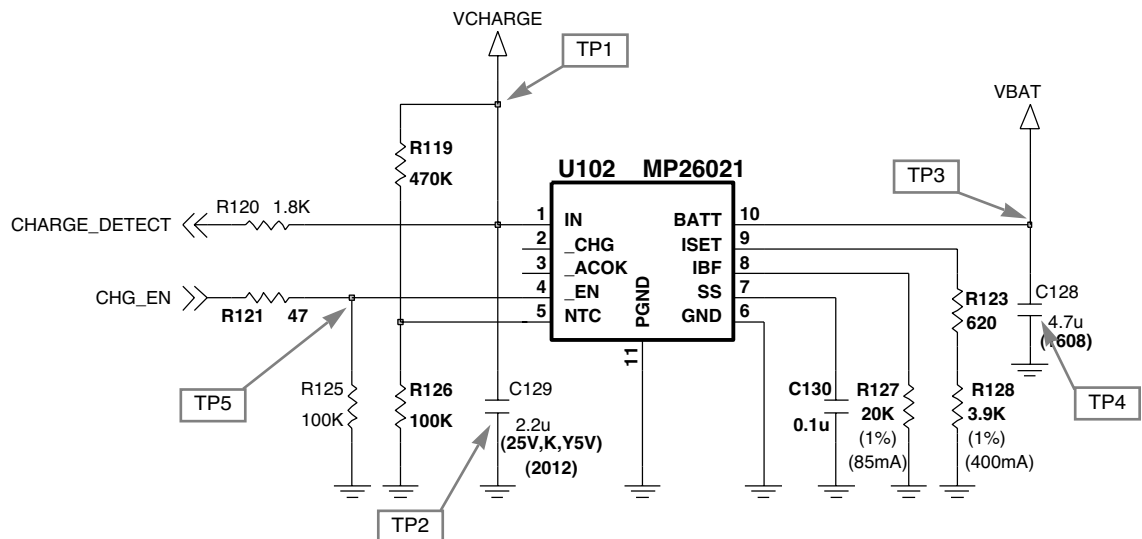 VCHARGE
TP1
VBAT
R119
470K
U102 MP26021
TP3
R120 1.8K
CHARGE_DETECT
1 IN BATT 10
2 _CHG ISET 9
3 _ACOK IBF 8
CHG_EN
4 _EN SS 7
R121 47
5 NTC GND 6
PGND
11
R123
620
C128
4.7u
TP5
R125
100K
R126
100K
C129
2.2u
(25V,K,Y5V)
(2012)
C130
0.1u
R127
20K
(1%)
(85mA)
R128
3.9K
(1%)
(400mA)
TP4
TP2